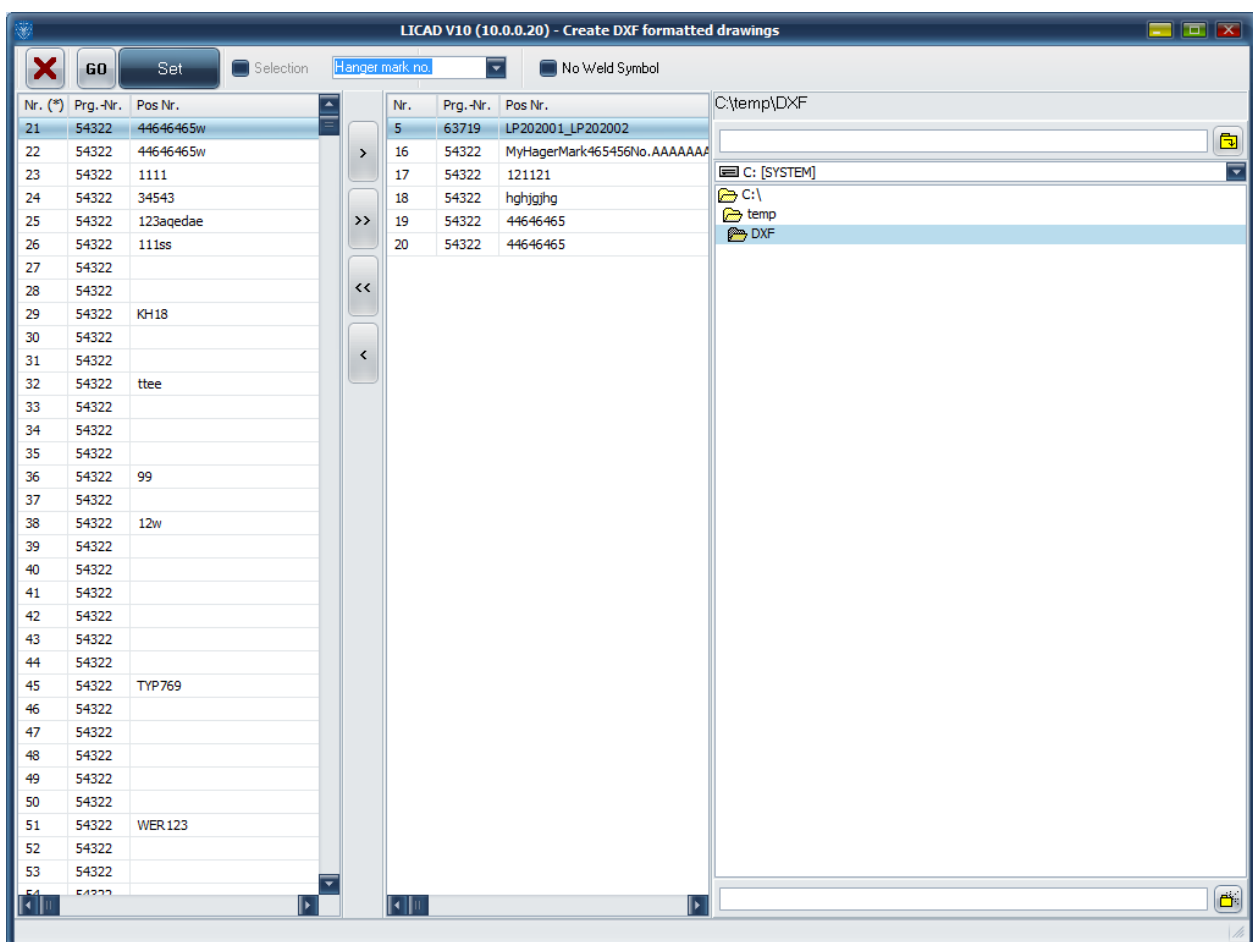 LICAD V10 (10.0.0.20) - Create DXF formatted drawings
GO Set Selection Hanger mark no. No Weld Symbol
Nr. (*) Prg.-Nr. Pos Nr.
21 54322 44646465w
22 54322 44646465w
23 54322 1111
24 54322 34543
25 54322 123aqedae
26 54322 111ss
27 54322
28 54322
29 54322 KH18
30 54322
31 54322
32 54322 ttee
33 54322
34 54322
35 54322
36 54322 99
37 54322
38 54322 12w
39 54322
40 54322
41 54322
42 54322
43 54322
44 54322
45 54322 TYP769
46 54322
47 54322
48 54322
49 54322
50 54322
51 54322 WER123
52 54322
53 54322
54 54322
>
>>
<<
<
Nr. Prg.-Nr. Pos Nr.
5 63719 LP202001_LP202002
16 54322 MyHagerMark465456No.AAAAAAA
17 54322 121121
18 54322 hghjgjhg
19 54322 44646465
20 54322 44646465
C:\temp\DXF
C: [SYSTEM]
C:\
temp
DXF